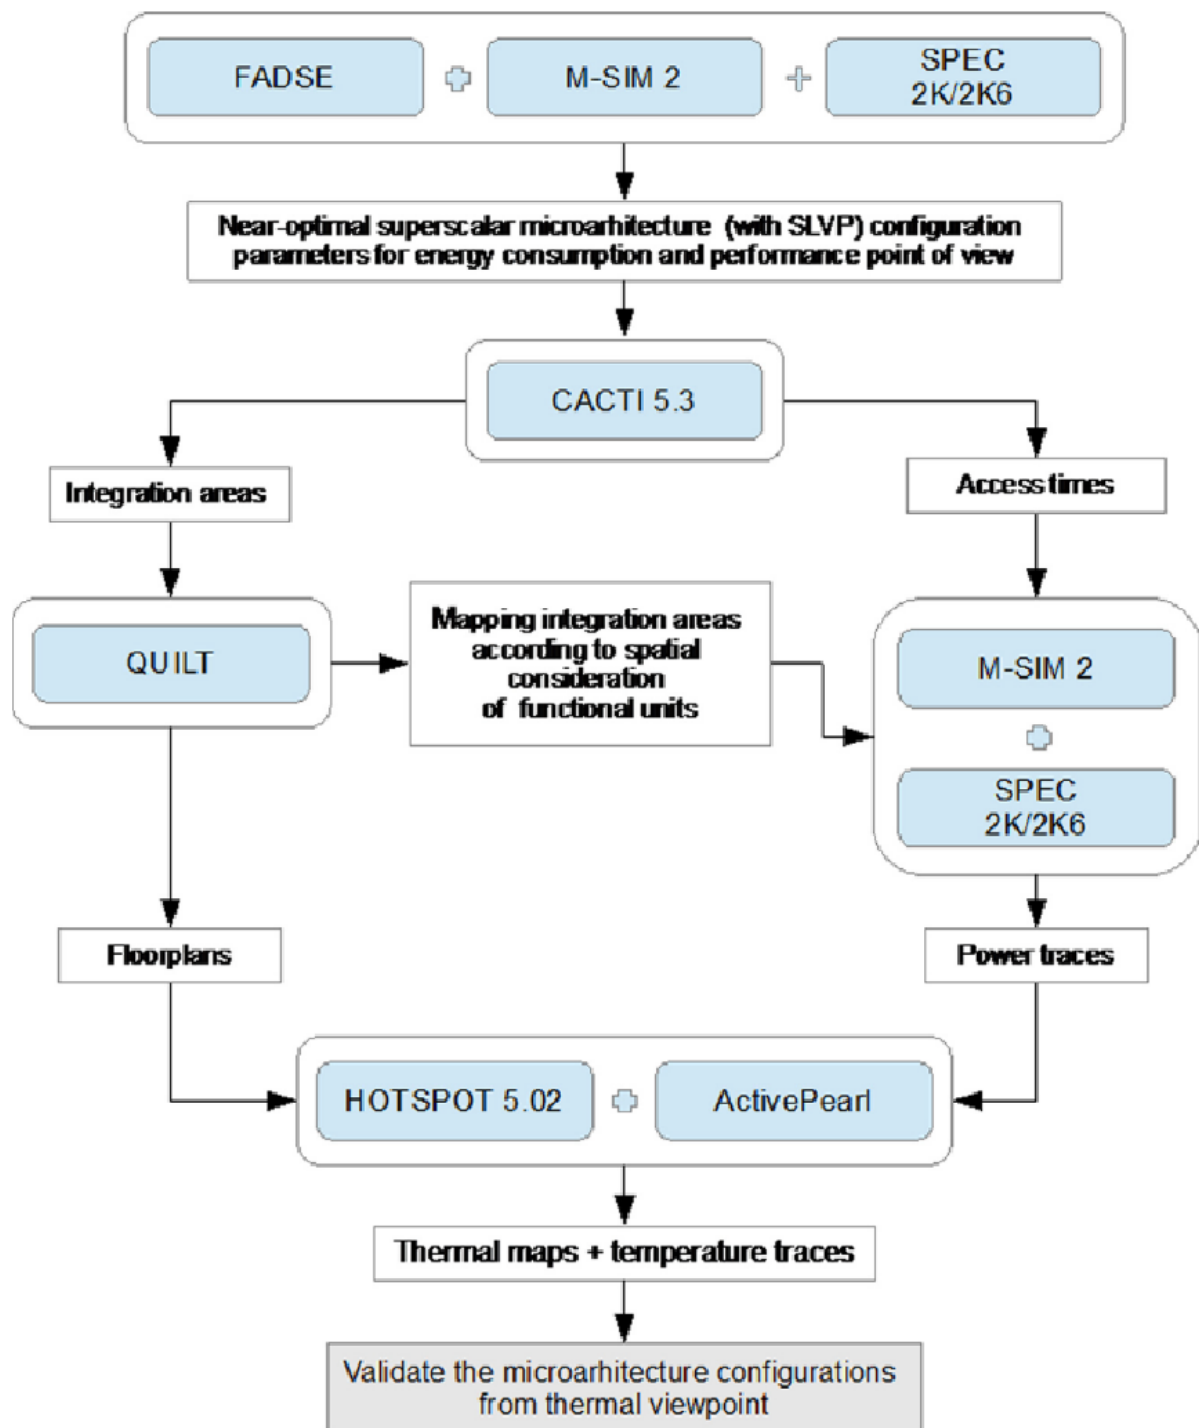 FADSE
M-SIM 2
SPEC
2K/2K6
Near-optimal superscalar microarhitecture (with SLVP) configuration
parameters for energy consumption and performance point of view
CACTI 5.3
Integration areas
Access times
QUILT
Mapping integration areas
according to spatial
consideration
of functional units
M-SIM 2
SPEC
2K/2K6
Floorplans
Power traces
HOTSPOT 5.02
ActivePearl
Thermal maps + temperature traces
Validate the microarhitecture configurations
from thermal viewpoint